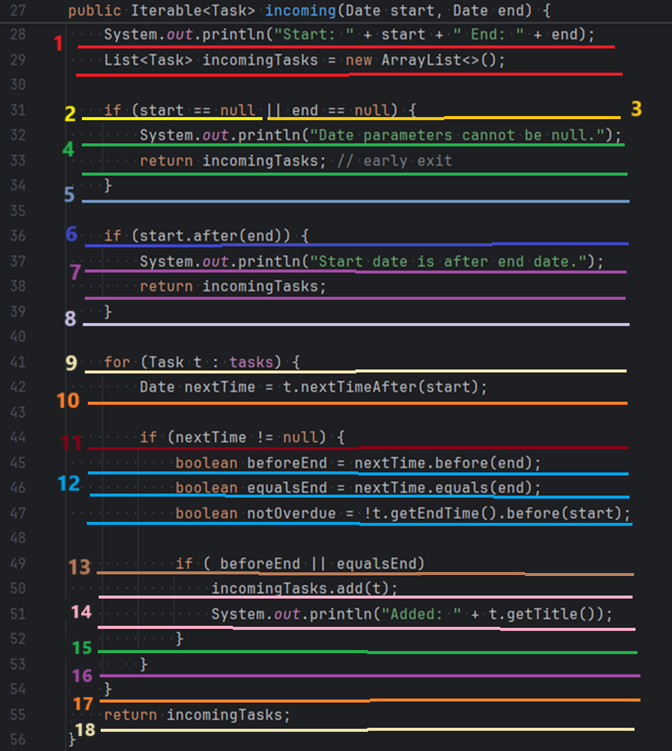 27 public Iterable<Task> incoming(Date start, Date end) {
28 System.out.println("Start: " + start + " End: " + end);
1
29 List<Task> incomingTasks = new ArrayList<>();
30
31 if (start == null || end == null) {
2 3
32 System.out.println("Date parameters cannot be null.");
4
33 return incomingTasks; // early exit
34 }
5
35
36 if (start.after(end)) {
6
37 System.out.println("Start date is after end date.");
7
38 return incomingTasks;
39 }
8
40
41 for (Task t : tasks) {
9
42 Date nextTime = t.nextTimeAfter(start);
10
43
44 if (nextTime != null) {
11
45 boolean beforeEnd = nextTime.before(end);
12
46 boolean equalsEnd = nextTime.equals(end);
47 boolean notOverdue = !t.getEndTime().before(start);
48
49 if ( beforeEnd || equalsEnd)
13
50 incomingTasks.add(t);
14
51 System.out.println("Added: " + t.getTitle());
52 }
15
53 }
16
54 }
17
55 return incomingTasks;
18
56 }